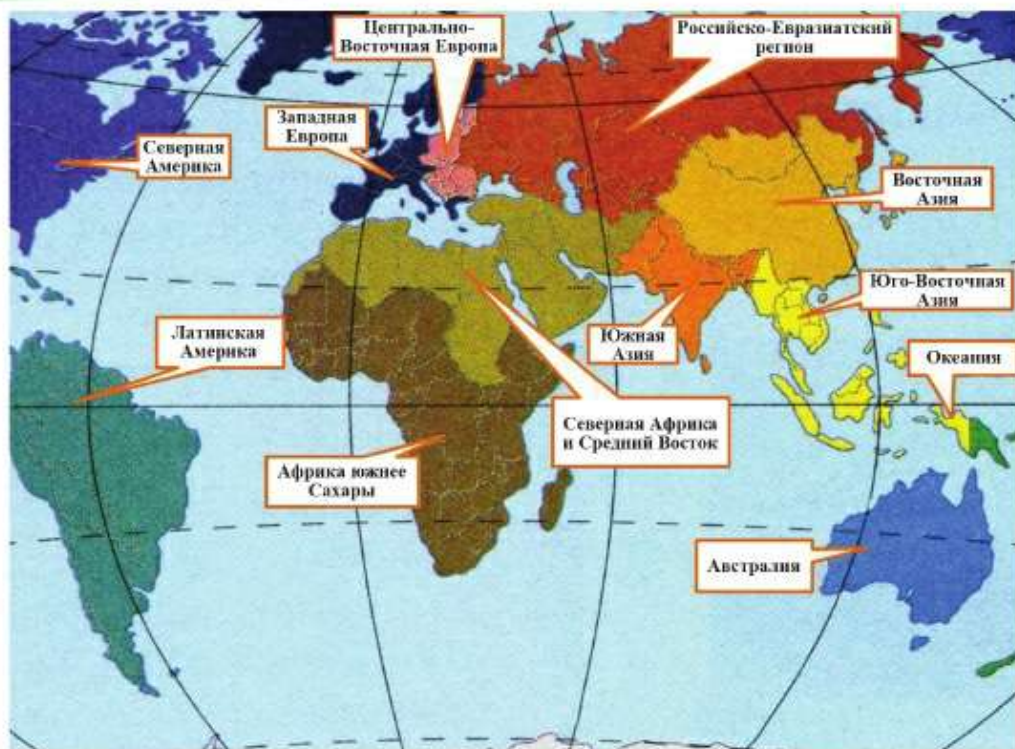 Центрально-
Восточная Европа
Российско-Евразиатский
регион
Западная
Европа
Северная
Америка
Восточная
Азия
Юго-Восточная
Азия
Латинская
Америка
Южная
Азия
Океания
Северная Африка
и Средний Восток
Африка южнее
Сахары
Австралия